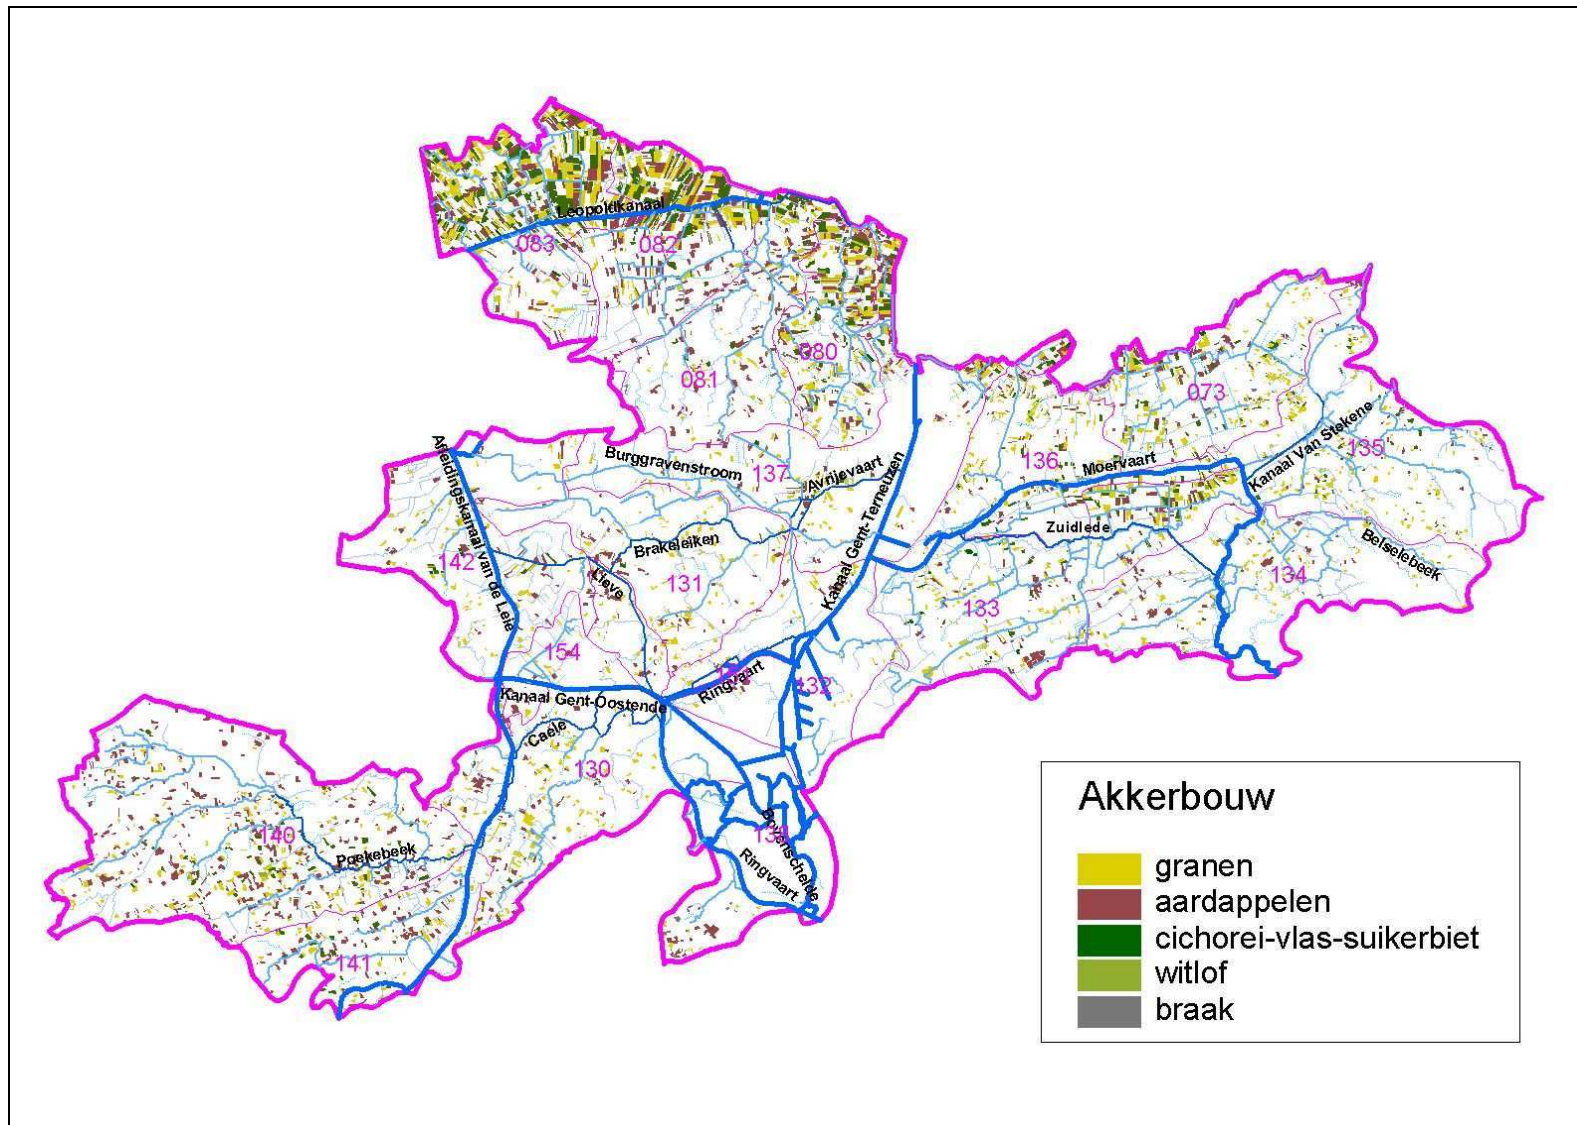 Leopoldkanaal
083
082
080
081
073
Afleidingskanaal van de Leie
Burggravenstroom
137
Avrijevaart
136
Moervaart
Kanaal Van Stekene
135
Kanaal Gent-Terneuzen
Zuidlede
142
Brakeleiken
Lieve
131
133
134
Belselebeek
154
Ringvaart
132
Kanaal Gent-Oostende
Caele
130
140
Poekebeek
Bovenschelde
Ringvaart
141
Akkerbouw
granen
aardappelen
cichorei-vlas-suikerbiet
witlof
braak